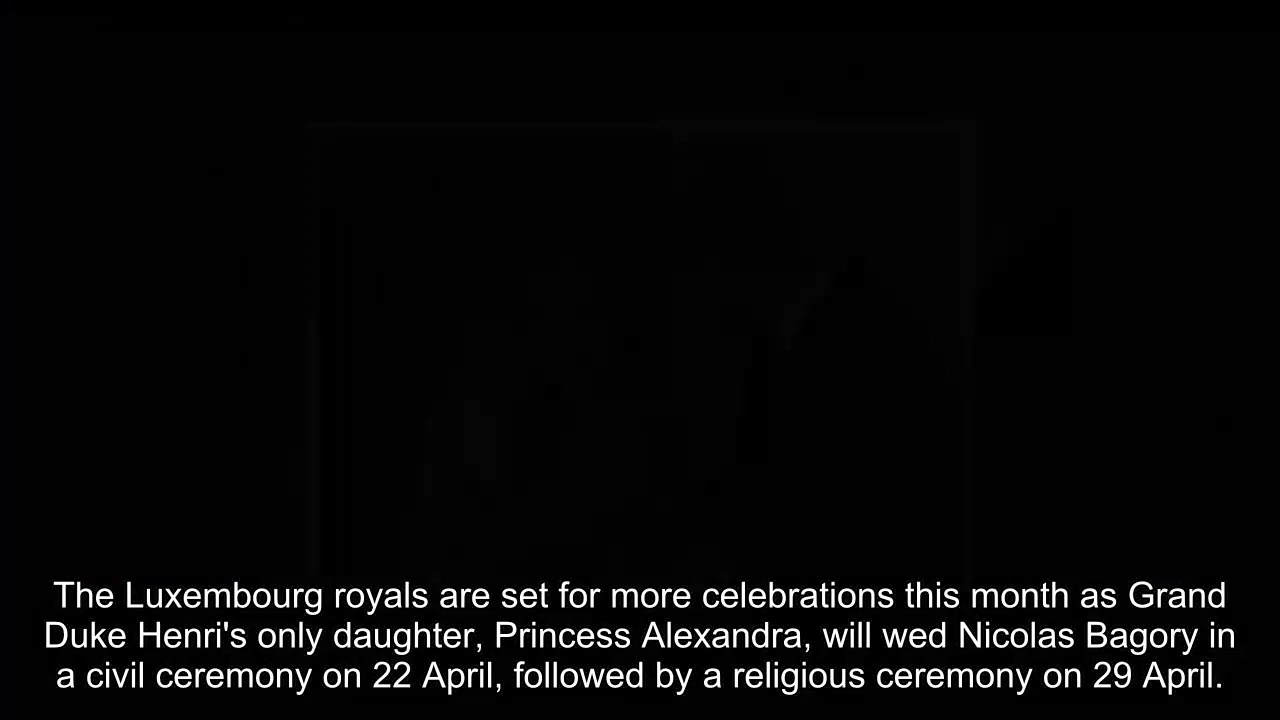 The Luxembourg royals are set for more celebrations this month as Grand
Duke Henri's only daughter, Princess Alexandra, will wed Nicolas Bagory in
a civil ceremony on 22 April, followed by a religious ceremony on 29 April.